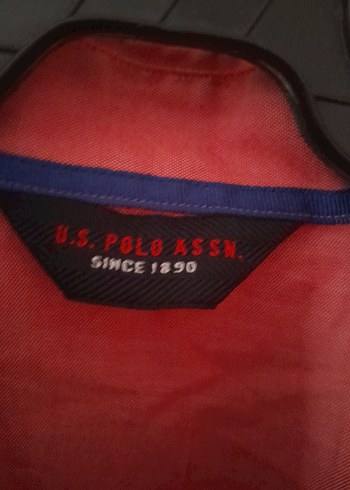 U.S. POLO ASSN.
SINCE 1890